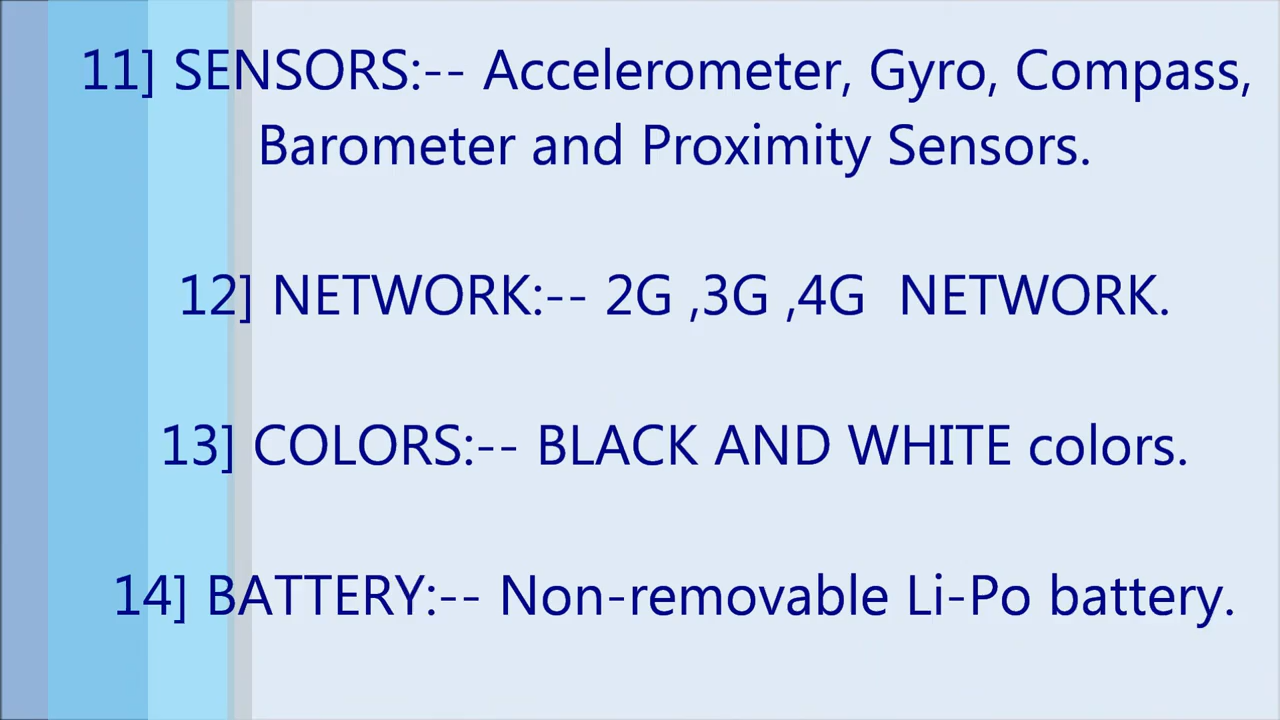 11] SENSORS:-- Accelerometer, Gyro, Compass,
Barometer and Proximity Sensors.
12] NETWORK:-- 2G ,3G ,4G  NETWORK.
13] COLORS:-- BLACK AND WHITE colors.
14] BATTERY:-- Non-removable Li-Po battery.